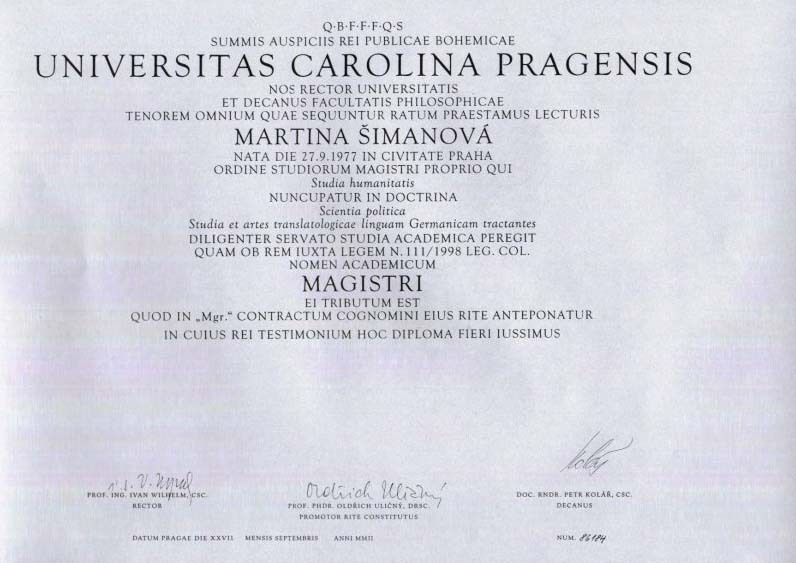 Q·B·F·F·F·Q·S
SUMMIS AUSPICIIS REI PUBLICAE BOHEMICAE
UNIVERSITAS CAROLINA PRAGENSIS
NOS RECTOR UNIVERSITATIS
ET DECANUS FACULTATIS PHILOSOPHICAE
TENOREM OMNIUM QUAE SEQUUNTUR RATUM PRAESTAMUS LECTURIS
MARTINA ŠIMANOVÁ
NATA DIE 27.9.1977 IN CIVITATE PRAHA
ORDINE STUDIORUM MAGISTRI PROPRIO QUI
Studia humanitatis
NUNCUPATUR IN DOCTRINA
Scientia politica
Studia et artes translatologicae linguam Germanicam tractantes
DILIGENTER SERVATO STUDIA ACADEMICA PEREGIT
QUAM OB REM IUXTA LEGEM N. 111/1998 LEG. COL.
NOMEN ACADEMICUM
MAGISTRI
EI TRIBUTUM EST
QUOD IN „Mgr.“ CONTRACTUM COGNOMINI EIUS RITE ANTEPONATUR
IN CUIUS REI TESTIMONIUM HOC DIPLOMA FIERI IUSSIMUS
Kolář
Oldřich Uličný
PROF. ING. IVAN WILHELM, CSC.
RECTOR
PROF. PHDR. OLDŘICH ULIČNÝ, DRSC.
PROMOTOR RITE CONSTITUTUS
DOC. RNDR. PETR KOLÁŘ, CSC.
DECANUS
DATUM PRAGAE DIE XXVII MENSIS SEPTEMBRIS ANNI MMII
NUM. 86184